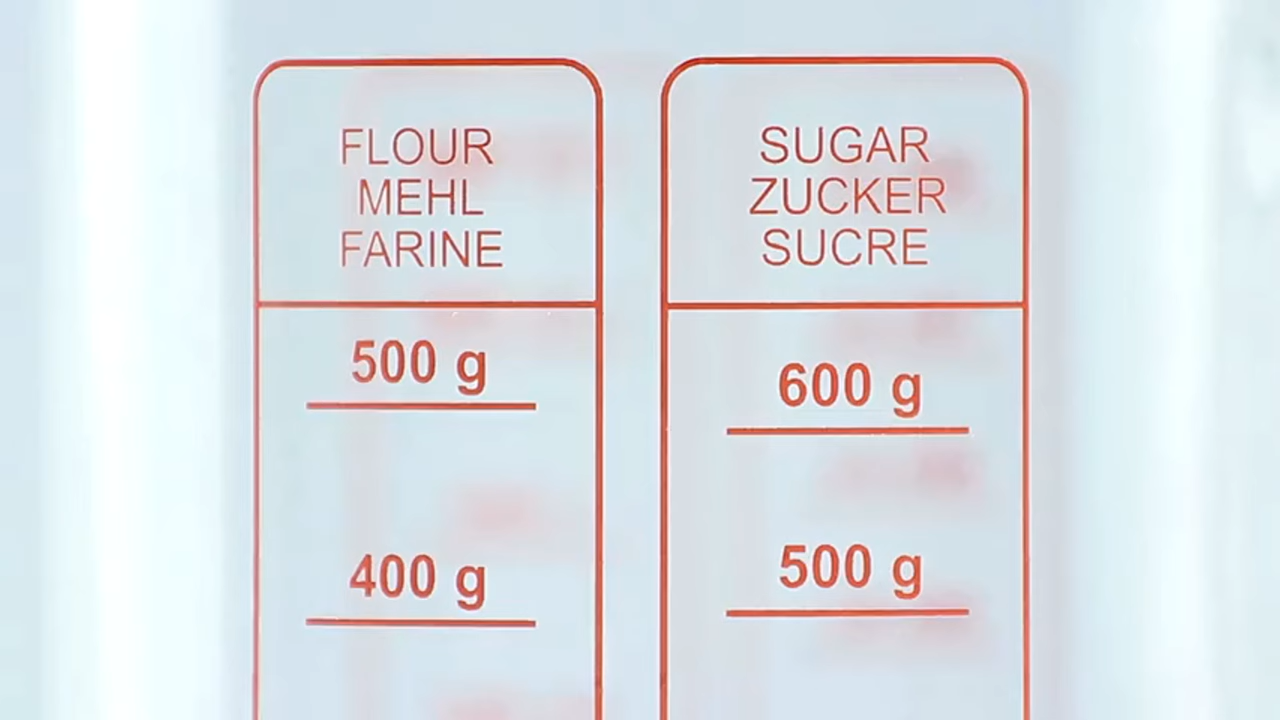 FLOUR
MEHL
FARINE
500 g
400 g
SUGAR
ZUCKER
SUCRE
600 g
500 g